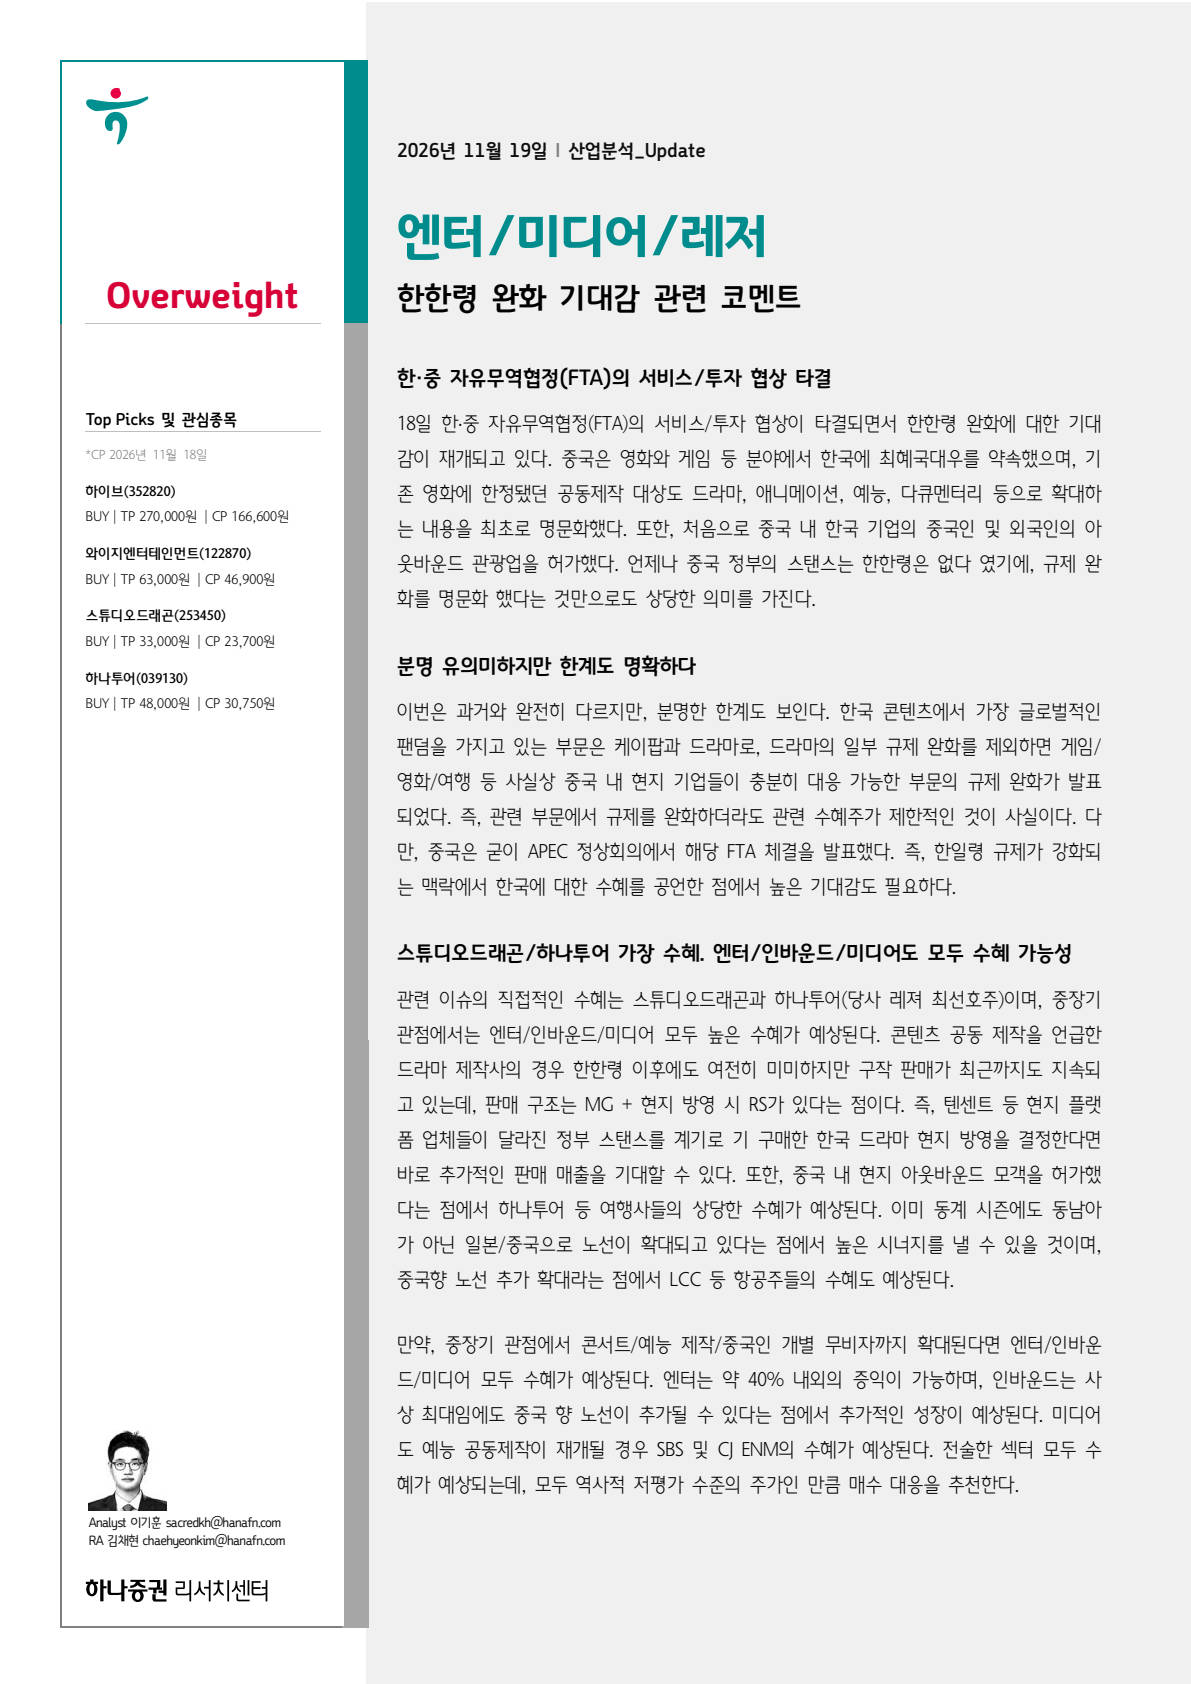 2026년 11월 19일 | 산업분석_Update
엔터/미디어/레저
한한령 완화 기대감 관련 코멘트
Overweight
Top Picks 및 관심종목
*CP 2026년 11월 18일
하이브(352820)
BUY | TP 270,000원 | CP 166,600원
와이지엔터테인먼트(122870)
BUY | TP 63,000원 | CP 46,900원
스튜디오드래곤(253450)
BUY | TP 33,000원 | CP 23,700원
하나투어(039130)
BUY | TP 48,000원 | CP 30,750원
Analyst 이기훈 sacredkh@hanafn.com
RA 김채현 chaehyeonkim@hanafn.com
하나증권 리서치센터
한·중 자유무역협정(FTA)의 서비스/투자 협상 타결
18일 한·중 자유무역협정(FTA)의 서비스/투자 협상이 타결되면서 한한령 완화에 대한 기대
감이 재개되고 있다. 중국은 영화와 게임 등 분야에서 한국에 최혜국대우를 약속했으며, 기
존 영화에 한정됐던 공동제작 대상도 드라마, 애니메이션, 예능, 다큐멘터리 등으로 확대하
는 내용을 최초로 명문화했다. 또한, 처음으로 중국 내 한국 기업의 중국인 및 외국인의 아
웃바운드 관광업을 허가했다. 언제나 중국 정부의 스탠스는 한한령은 없다 였기에, 규제 완
화를 명문화 했다는 것만으로도 상당한 의미를 가진다.
분명 유의미하지만 한계도 명확하다
이번은 과거와 완전히 다르지만, 분명한 한계도 보인다. 한국 콘텐츠에서 가장 글로벌적인
팬덤을 가지고 있는 부문은 케이팝과 드라마로, 드라마의 일부 규제 완화를 제외하면 게임/
영화/여행 등 사실상 중국 내 현지 기업들이 충분히 대응 가능한 부문의 규제 완화가 발표
되었다. 즉, 관련 부문에서 규제를 완화하더라도 관련 수혜주가 제한적인 것이 사실이다. 다
만, 중국은 굳이 APEC 정상회의에서 해당 FTA 체결을 발표했다. 즉, 한일령 규제가 강화되
는 맥락에서 한국에 대한 수혜를 공언한 점에서 높은 기대감도 필요하다.
스튜디오드래곤/하나투어 가장 수혜. 엔터/인바운드/미디어도 모두 수혜 가능성
관련 이슈의 직접적인 수혜는 스튜디오드래곤과 하나투어(당사 레져 최선호주)이며, 중장기
관점에서는 엔터/인바운드/미디어 모두 높은 수혜가 예상된다. 콘텐츠 공동 제작을 언급한
드라마 제작사의 경우 한한령 이후에도 여전히 미미하지만 구작 판매가 최근까지도 지속되
고 있는데, 판매 구조는 MG + 현지 방영 시 RS가 있다는 점이다. 즉, 텐센트 등 현지 플랫
폼 업체들이 달라진 정부 스탠스를 계기로 기 구매한 한국 드라마 현지 방영을 결정한다면
바로 추가적인 판매 매출을 기대할 수 있다. 또한, 중국 내 현지 아웃바운드 모객을 허가했
다는 점에서 하나투어 등 여행사들의 상당한 수혜가 예상된다. 이미 동계 시즌에도 동남아
가 아닌 일본/중국으로 노선이 확대되고 있다는 점에서 높은 시너지를 낼 수 있을 것이며,
중국향 노선 추가 확대라는 점에서 LCC 등 항공주들의 수혜도 예상된다.
만약, 중장기 관점에서 콘서트/예능 제작/중국인 개별 무비자까지 확대된다면 엔터/인바운
드/미디어 모두 수혜가 예상된다. 엔터는 약 40% 내외의 증익이 가능하며, 인바운드는 사
상 최대임에도 중국 향 노선이 추가될 수 있다는 점에서 추가적인 성장이 예상된다. 미디어
도 예능 공동제작이 재개될 경우 SBS 및 CJ ENM의 수혜가 예상된다. 전술한 섹터 모두 수
혜가 예상되는데, 모두 역사적 저평가 수준의 주가인 만큼 매수 대응을 추천한다.